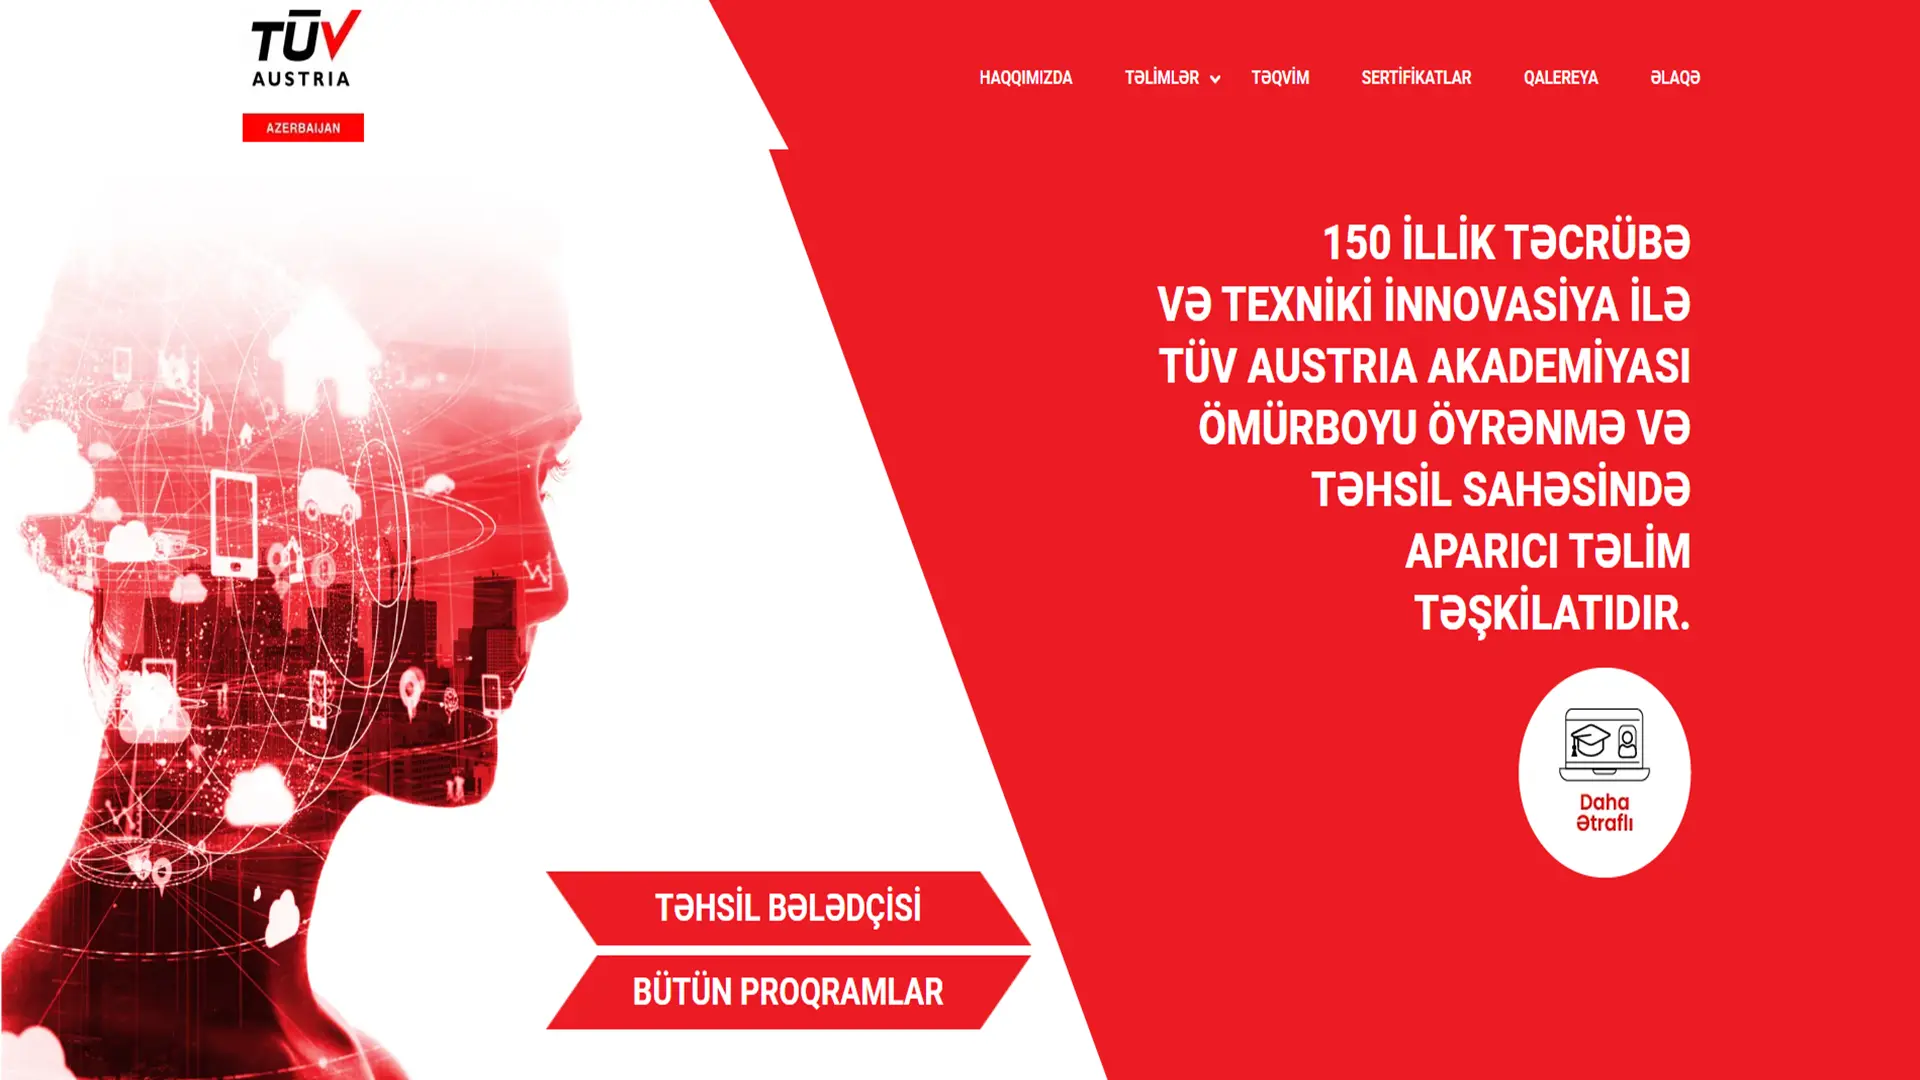 TÜV
AUSTRIA
AZERBAIJAN
HAQQIMIZDA
TƏLİMLƏR
TƏQVİM
SERTİFİKATLAR
QALEREYA
ƏLAQƏ
150 İLLİK TƏCRÜBƏ
VƏ TEXNİKİ İNNOVASİYA İLƏ
TÜV AUSTRIA AKADEMİYASI
ÖMÜRBOYU ÖYRƏNMƏ VƏ
TƏHSİL SAHƏSİNDƏ
APARICI TƏLİM
TƏŞKİLATIDIR.
Daha
Ətraflı
TƏHSİL BƏLƏDÇİSİ
BÜTÜN PROQRAMLAR